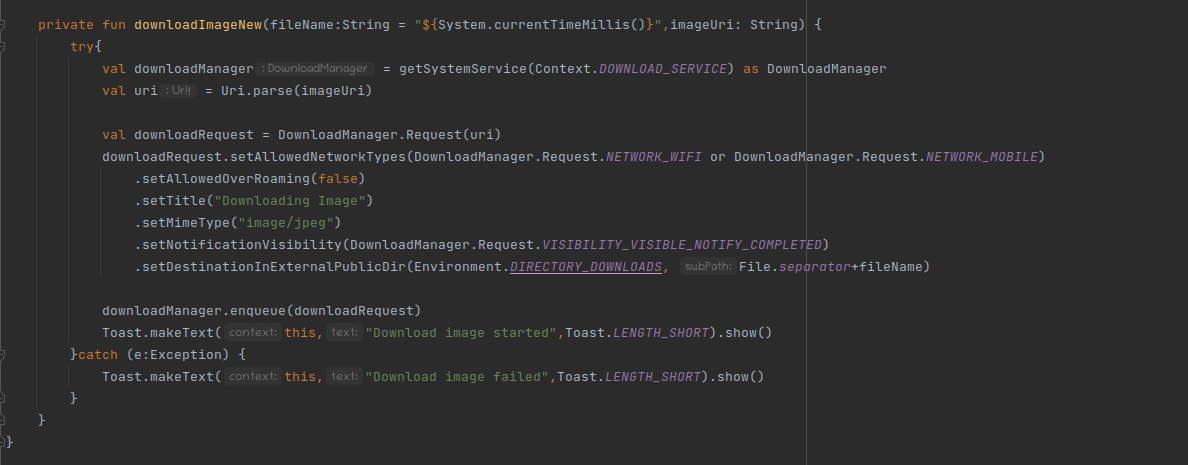 private fun downloadImageNew(fileName:String = "${System.currentTimeMillis()}",imageUri: String) {
try{
val downloadManager :DownloadManager = getSystemService(Context.DOWNLOAD_SERVICE) as DownloadManager
val uri :Uri! = Uri.parse(imageUri)
val downloadRequest = DownloadManager.Request(uri)
downloadRequest.setAllowedNetworkTypes(DownloadManager.Request.NETWORK_WIFI or DownloadManager.Request.NETWORK_MOBILE)
.setAllowedOverRoaming(false)
.setTitle("Downloading Image")
.setMimeType("image/jpeg")
.setNotificationVisibility(DownloadManager.Request.VISIBILITY_VISIBLE_NOTIFY_COMPLETED)
.setDestinationInExternalPublicDir(Environment.DIRECTORY_DOWNLOADS, subPath: File.separator+fileName)
downloadManager.enqueue(downloadRequest)
Toast.makeText( context: this, text: "Download image started",Toast.LENGTH_SHORT).show()
}catch (e:Exception) {
Toast.makeText( context: this, text: "Download image failed",Toast.LENGTH_SHORT).show()
}
}
}